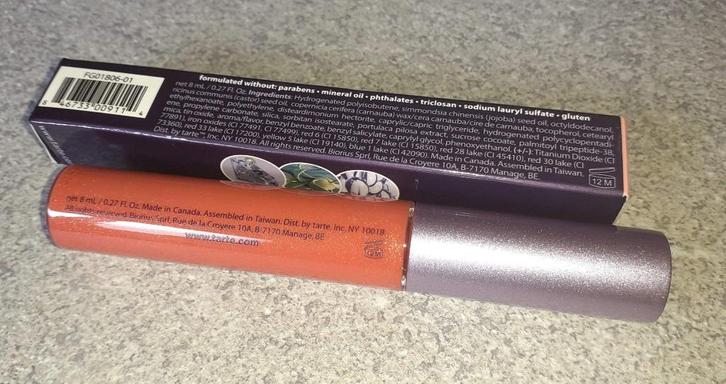 FG01806-01
8 46733 00911 4
formulated without: parabens • mineral oil • phthalates • triclosan • sodium lauryl sulfate • gluten
net 8 mL / 0.27 Fl. Oz. Ingredients: Hydrogenated polyisobutene, simmondsia chinensis (jojoba) seed oil, octyldodecanol,
ricinus communis (castor) seed oil, copernicia cerifera (carnauba) wax/cera carnauba/cire de carnauba, tocopherol, cetearyl
ethylhexanoate, polyethylene, disteardimonium hectorite, caprylic/capric triglyceride, hydrogenated polycyclopentadi-
ene, propylene carbonate, silica, sorbitan isostearate, portulaca pilosa extract, sucrose cocoate, palmitoyl tripeptide-38,
mica, tin oxide, aroma/flavor, benzyl benzoate, benzyl salicylate, caprylyl glycol, phenoxyethanol (+/-): Titanium Dioxide (CI
77891), iron oxides (CI 77491, CI 77499), red 6 (CI 15850), red 7 lake (CI 15850), red 28 lake (CI 45410), red 30 lake (CI
73360), red 33 lake (CI 17200), yellow 5 lake (CI 19140), blue 1 lake (CI 42090). Made in Canada. Assembled in Taiwan.
Dist. by tarte™ inc. NY 10018. All rights reserved. Biorius Sprl, Rue de la Croyere 10A, B-7170 Manage, BE.
12 M
net 8 mL / 0.27 Fl. Oz. Made in Canada. Assembled in Taiwan. Dist. by tarte, inc. NY 10018
All rights reserved. Biorius Sprl, Rue de la Croyere 10A, B-7170 Manage, BE
www.tarte.com
12 M